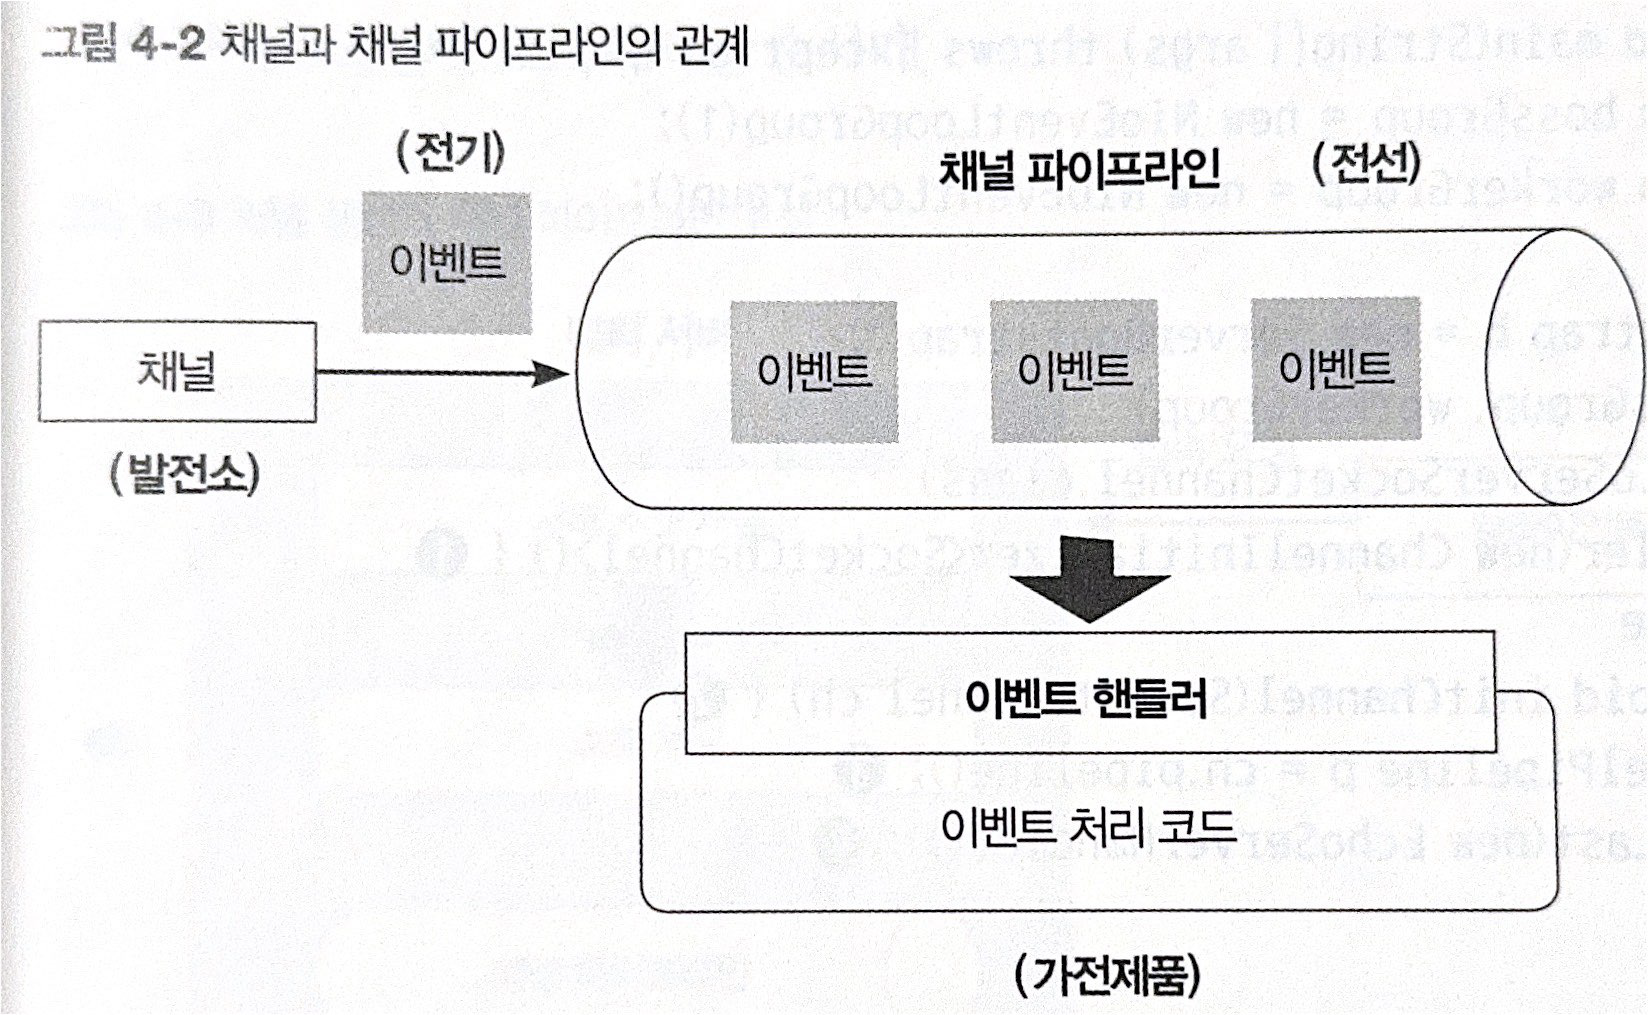 그림 4-2 채널과 채널 파이프라인의 관계
(전기)
이벤트
채널
(발전소)
채널 파이프라인 (전선)
이벤트 이벤트 이벤트
이벤트 핸들러
이벤트 처리 코드
(가전제품)